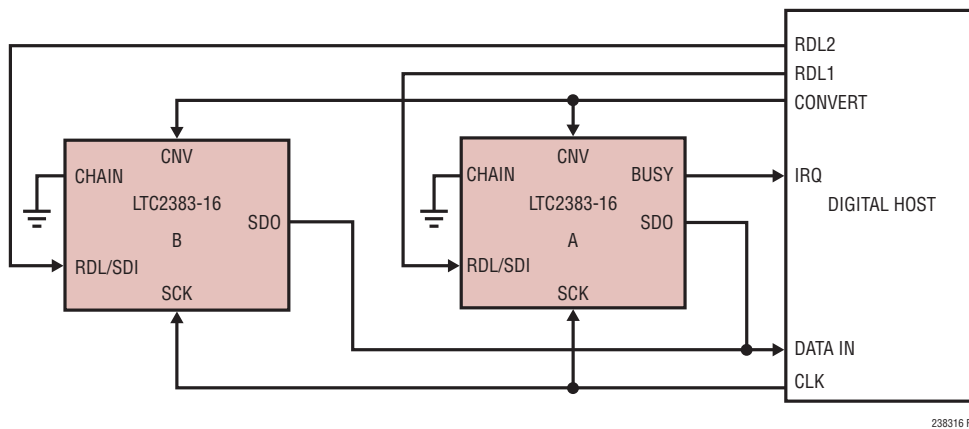 RDL2
RDL1
CONVERT
CNV
CHAIN
LTC2383-16
B
SDO
RDL/SDI
SCK
CNV
CHAIN
BUSY
LTC2383-16
SDO
A
RDL/SDI
SCK
IRQ
DIGITAL HOST
DATA IN
CLK
238316 F